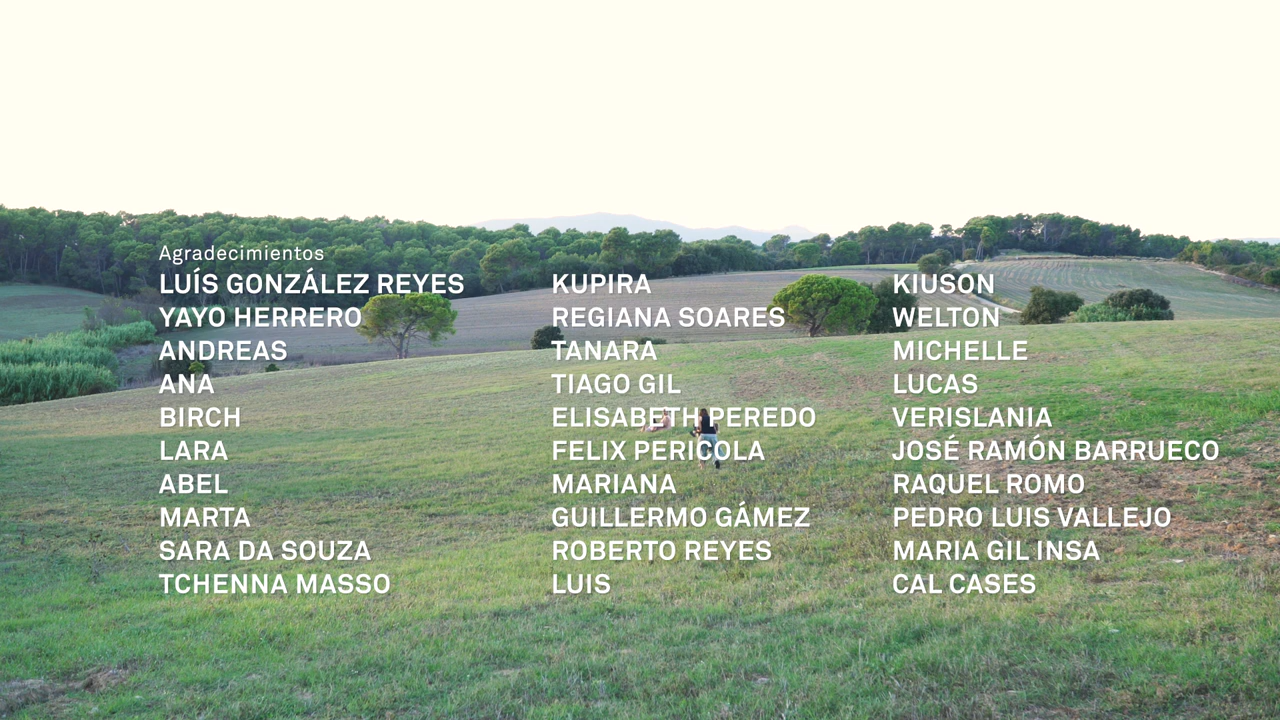 Agradecimientos
LUÍS GONZÁLEZ REYES
YAYO HERRERO
ANDREAS
ANA
BIRCH
LARA
ABEL
MARTA
SARA DA SOUZA
TCHENNA MASSO
KUPIRA
REGIANA SOARES
TANARA
TIAGO GIL
ELISABETH PEREDO
FELIX PERICOLA
MARIANA
GUILLERMO GÁMEZ
ROBERTO REYES
LUIS
KIUSON
WELTON
MICHELLE
LUCAS
VERISLANIA
JOSÉ RAMÓN BARRUECO
RAQUEL ROMO
PEDRO LUIS VALLEJO
MARIA GIL INSA
CAL CASES